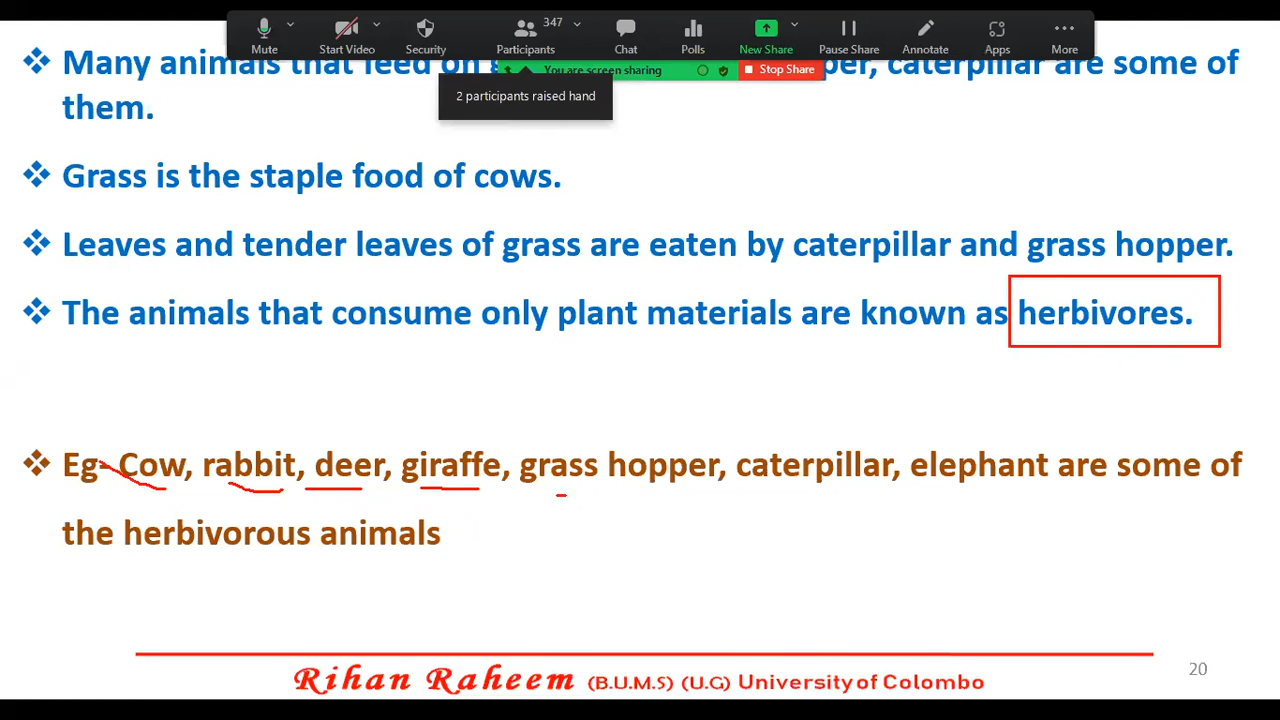 347
Mute Start Video Security Participants Chat Polls New Share Pause Share Annotate Apps More
You are screen sharing Stop Share
2 participants raised hand
❖ Many animals that feed on g per, caterpillar are some of
them.
❖ Grass is the staple food of cows.
❖ Leaves and tender leaves of grass are eaten by caterpillar and grass hopper.
❖ The animals that consume only plant materials are known as herbivores.
❖ Eg- Cow, rabbit, deer, giraffe, grass hopper, caterpillar, elephant are some of
the herbivorous animals
Rihan Raheem (B.U.M.S) (U.G) University of Colombo
20